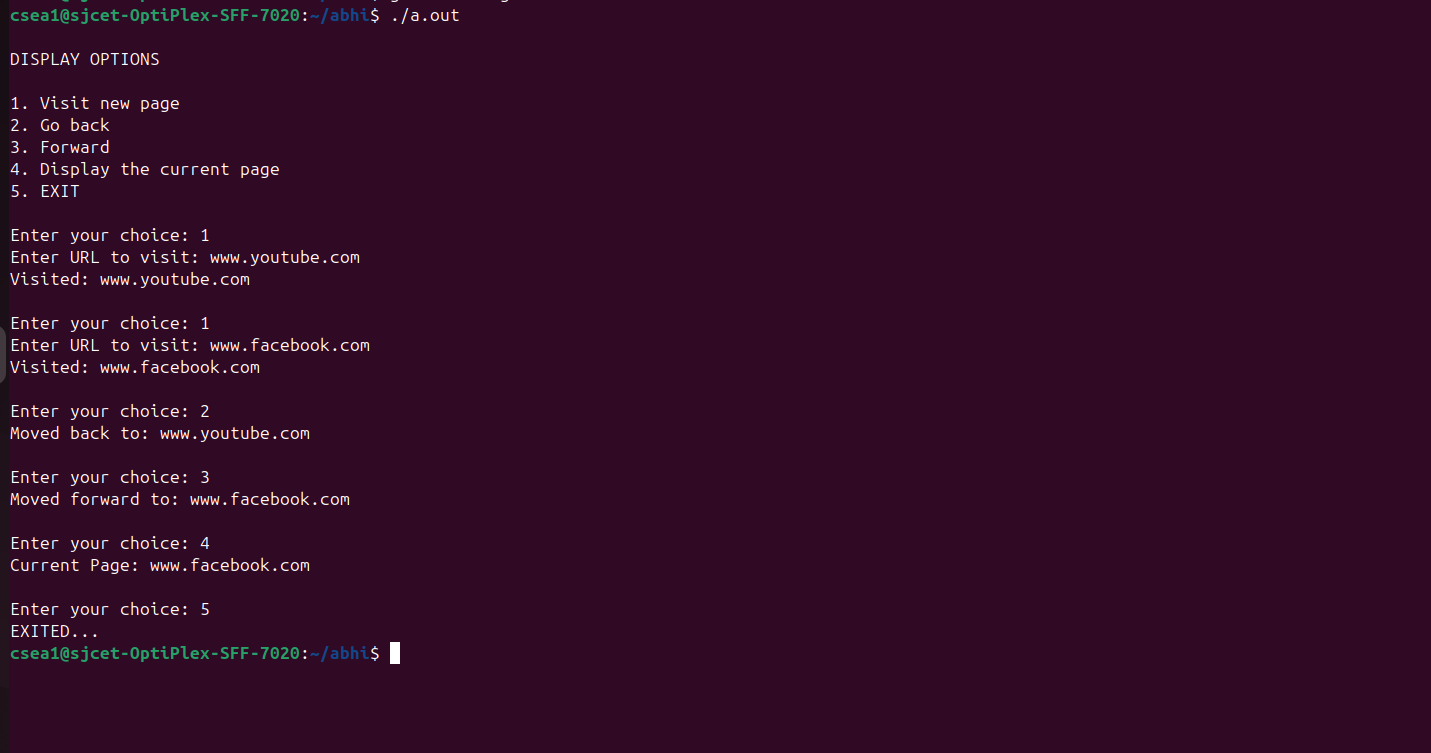 csea1@sjcet-OptiPlex-SFF-7020:~/abhi$ ./a.out
DISPLAY OPTIONS
1. Visit new page
2. Go back
3. Forward
4. Display the current page
5. EXIT
Enter your choice: 1
Enter URL to visit: www.youtube.com
Visited: www.youtube.com
Enter your choice: 1
Enter URL to visit: www.facebook.com
Visited: www.facebook.com
Enter your choice: 2
Moved back to: www.youtube.com
Enter your choice: 3
Moved forward to: www.facebook.com
Enter your choice: 4
Current Page: www.facebook.com
Enter your choice: 5
EXITED...
csea1@sjcet-OptiPlex-SFF-7020:~/abhi$